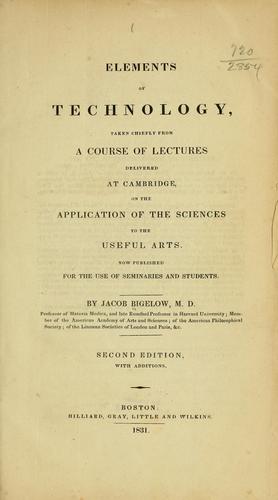 720
2854
ELEMENTS
OF
TECHNOLOGY,
TAKEN CHIEFLY FROM
A COURSE OF LECTURES
DELIVERED
AT CAMBRIDGE,
ON THE
APPLICATION OF THE SCIENCES
TO THE
USEFUL ARTS.
NOW PUBLISHED
FOR THE USE OF SEMINARIES AND STUDENTS.
BY JACOB BIGELOW, M. D.
Professor of Materia Medica, and late Rumford Professor in Harvard University; Mem-
ber of the American Academy of Arts and Sciences; of the American Philosophical
Society; of the Linnæan Societies of London and Paris, &c.
SECOND EDITION,
WITH ADDITIONS.
BOSTON:
HILLIARD, GRAY, LITTLE AND WILKINS.
1831.